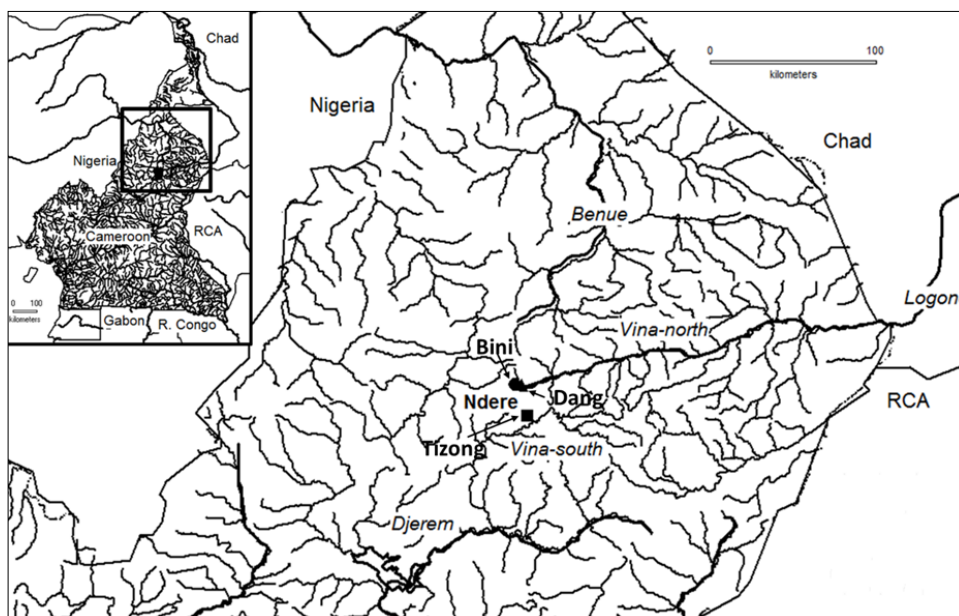 Chad
Nigeria
Cameroon
RCA
0 100
kilometers
Gabon
R. Congo
0 100
kilometers
Nigeria
Chad
Benue
Logone
Vina-north
Bini
Dang
Ndere
RCA
Tizong
Vina-south
Djerem